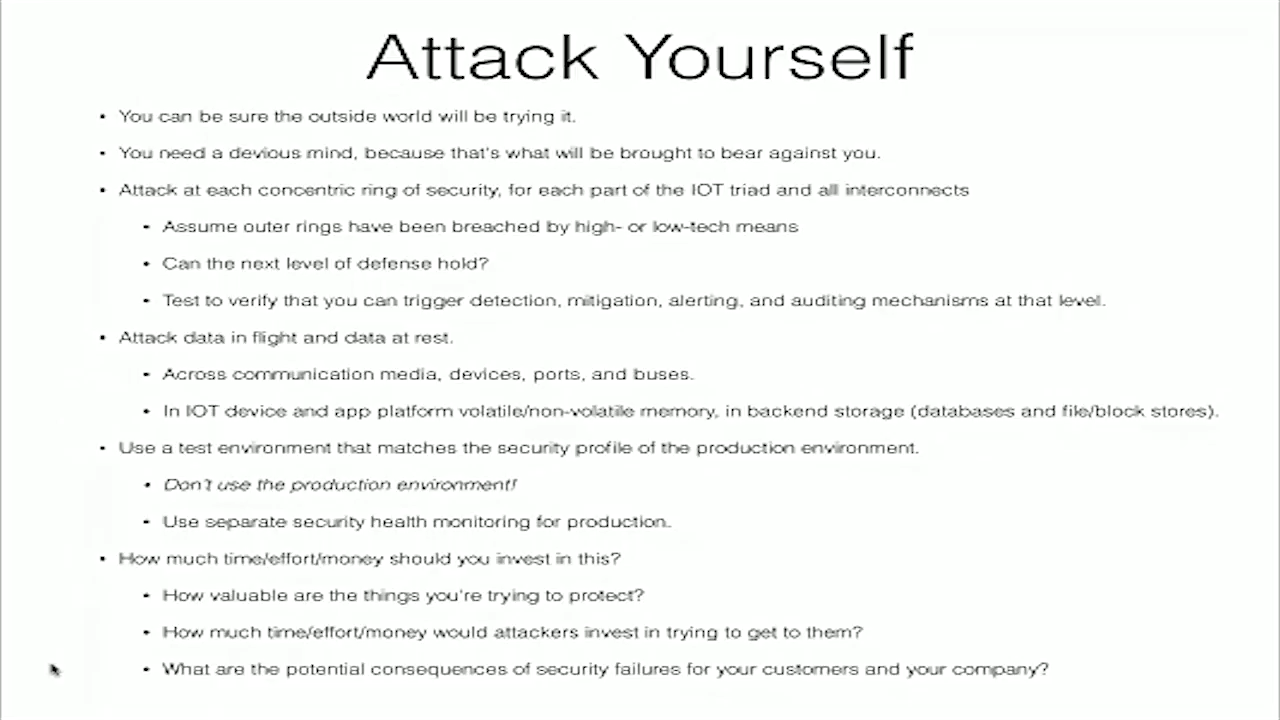 Attack Yourself
• You can be sure the outside world will be trying it.
• You need a devious mind, because that's what will be brought to bear against you.
• Attack at each concentric ring of security, for each part of the IOT triad and all interconnects
• Assume outer rings have been breached by high- or low-tech means
• Can the next level of defense hold?
• Test to verify that you can trigger detection, mitigation, alerting, and auditing mechanisms at that level.
• Attack data in flight and data at rest.
• Across communication media, devices, ports, and buses.
• In IOT device and app platform volatile/non-volatile memory, in backend storage (databases and file/block stores).
• Use a test environment that matches the security profile of the production environment.
• Don't use the production environment!
• Use separate security health monitoring for production.
• How much time/effort/money should you invest in this?
• How valuable are the things you're trying to protect?
• How much time/effort/money would attackers invest in trying to get to them?
• What are the potential consequences of security failures for your customers and your company?